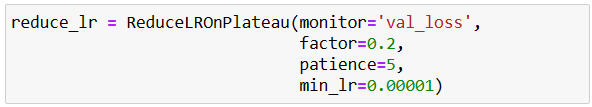 reduce_lr = ReduceLROnPlateau(monitor='val_loss',
                              factor=0.2,
                              patience=5,
                              min_lr=0.00001)